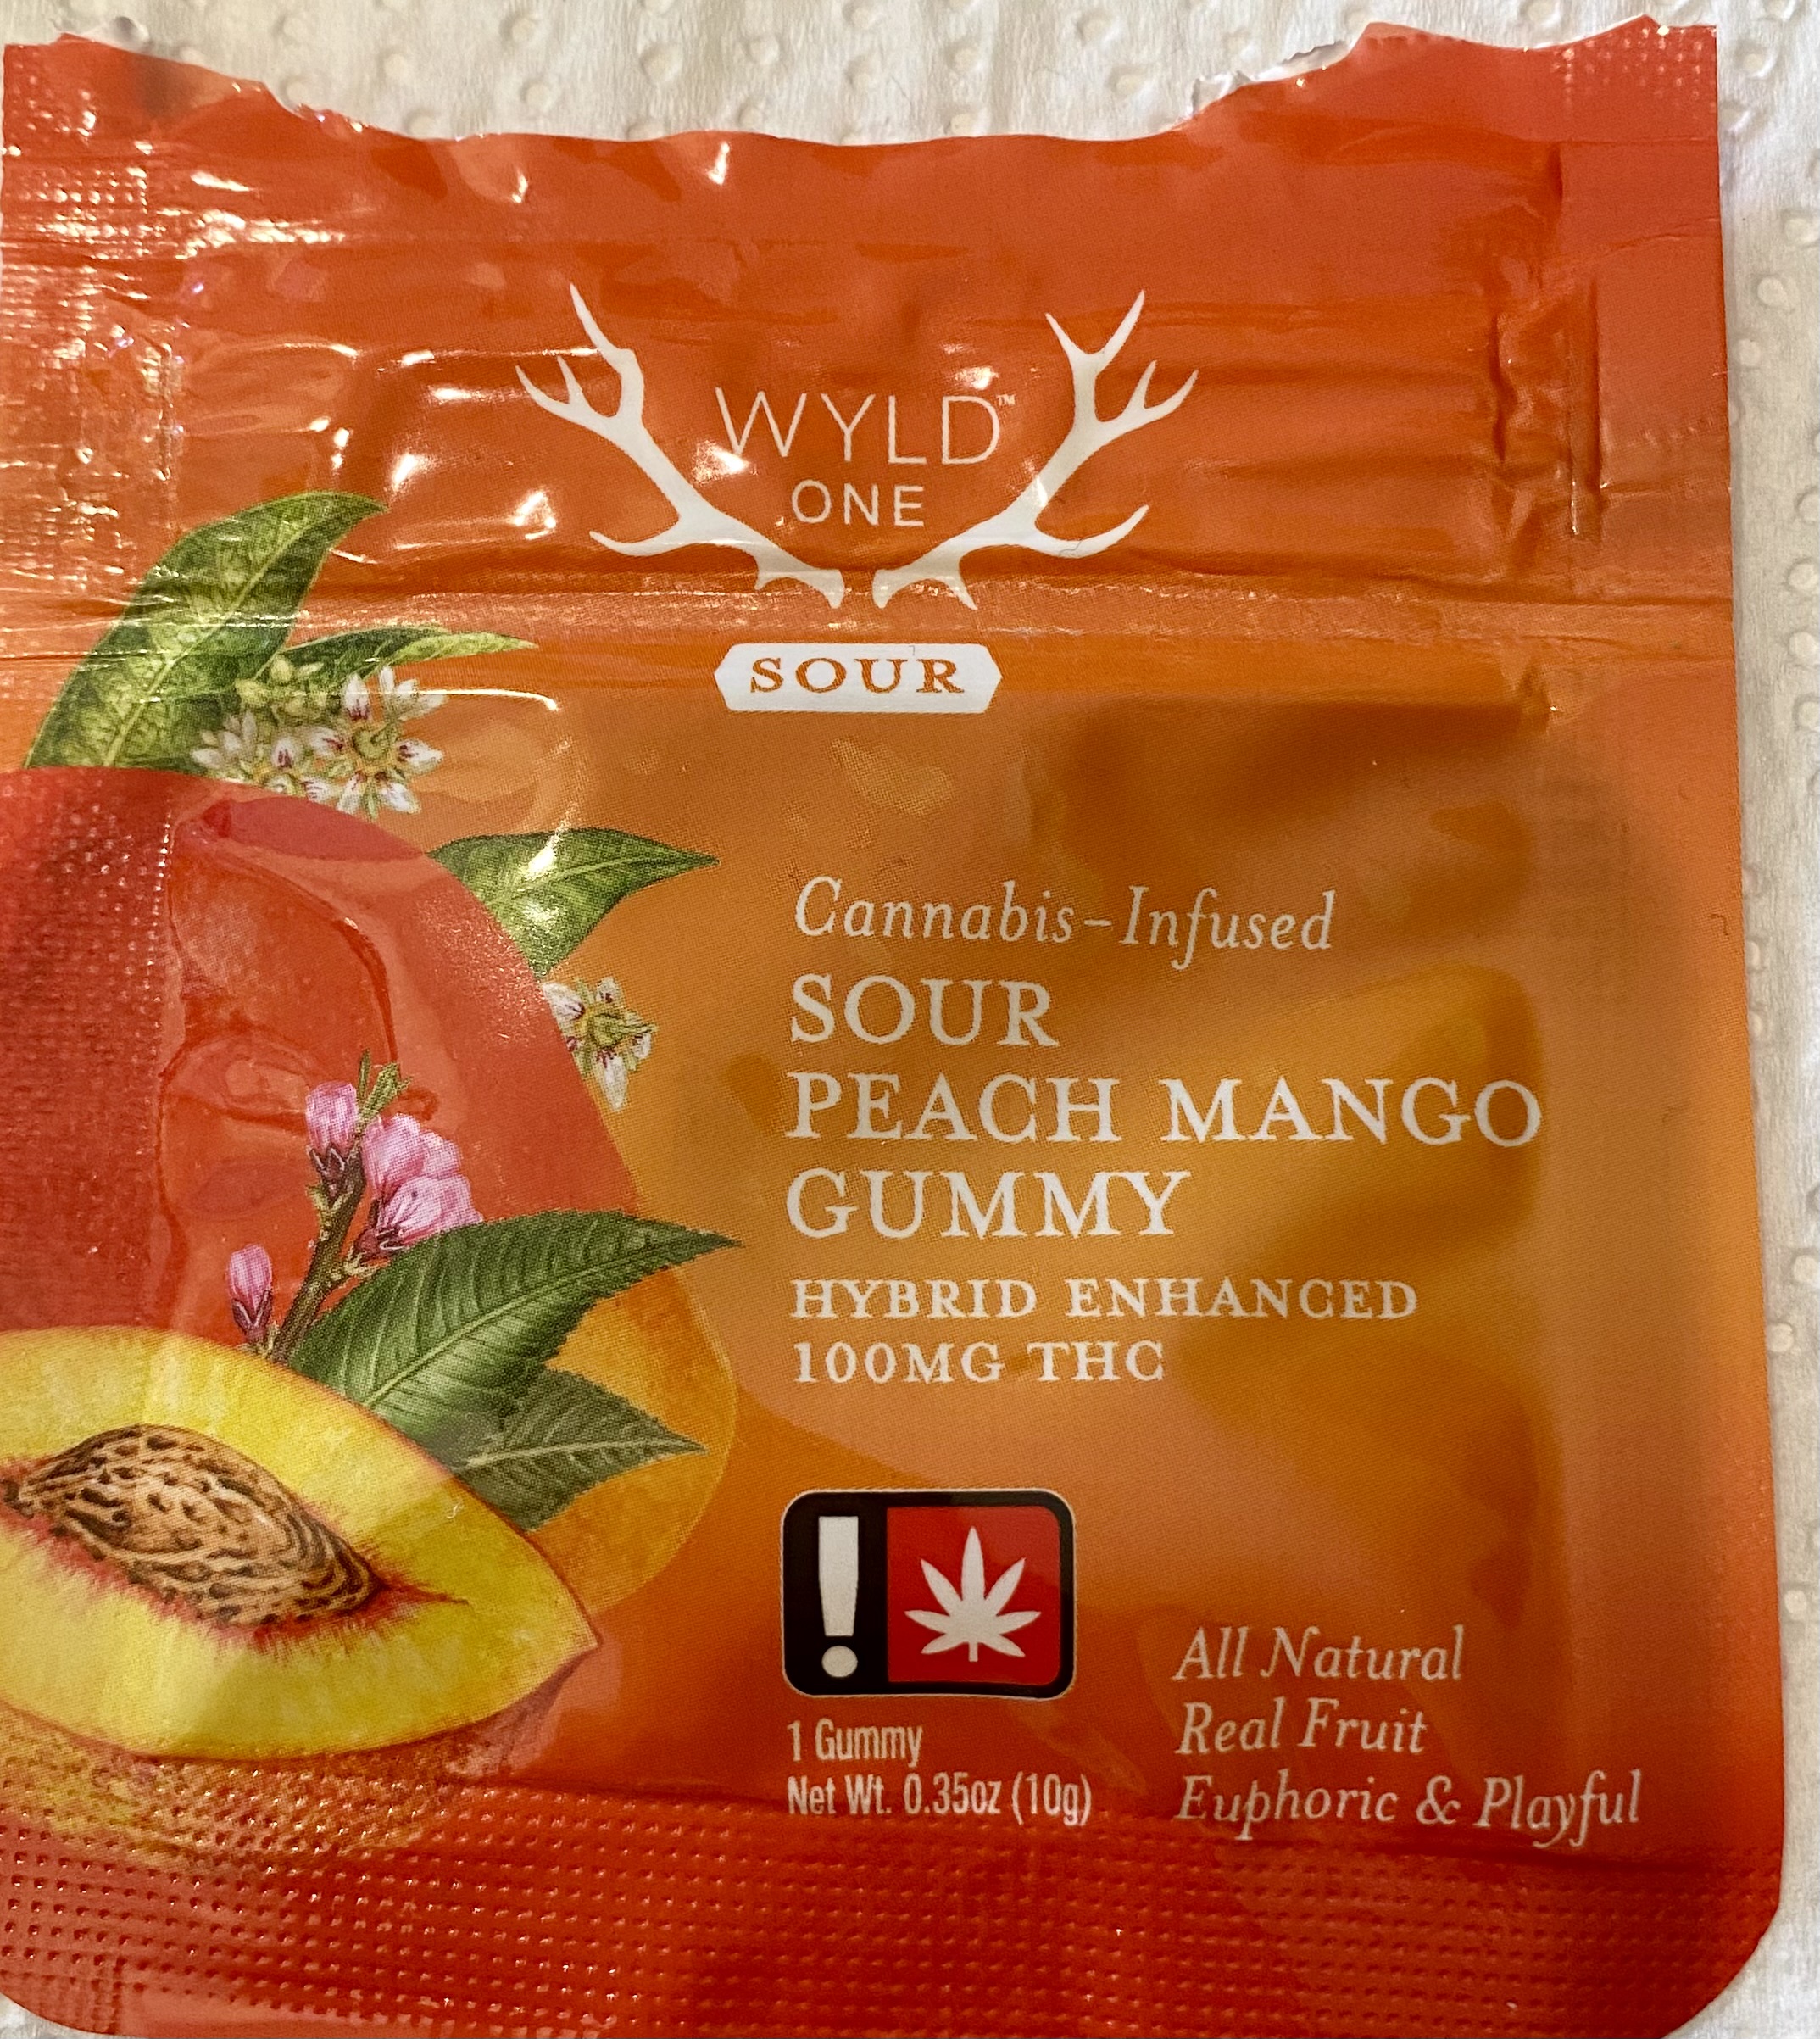 WYLD™
ONE
SOUR
Cannabis-Infused
SOUR
PEACH MANGO
GUMMY
HYBRID ENHANCED
100MG THC
!
1 Gummy
Net Wt. 0.35oz (10g)
All Natural
Real Fruit
Euphoric & Playful